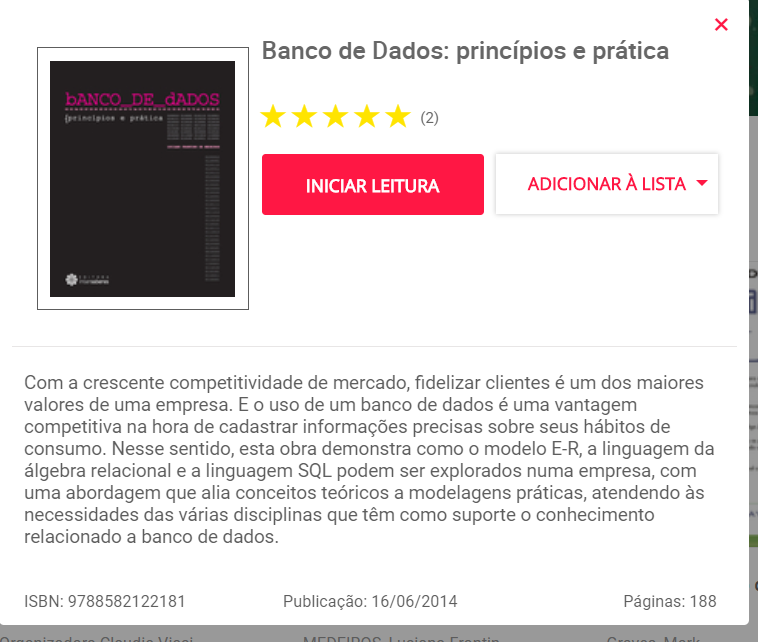 Banco de Dados: princípios e prática
bANCO_DE_dADOS
{princípios e prática
(2)
INICIAR LEITURA
ADICIONAR À LISTA
EDITORA
intersaberes
Com a crescente competitividade de mercado, fidelizar clientes é um dos maiores
valores de uma empresa. E o uso de um banco de dados é uma vantagem
competitiva na hora de cadastrar informações precisas sobre seus hábitos de
consumo. Nesse sentido, esta obra demonstra como o modelo E-R, a linguagem da
álgebra relacional e a linguagem SQL podem ser explorados numa empresa, com
uma abordagem que alia conceitos teóricos a modelagens práticas, atendendo às
necessidades das várias disciplinas que têm como suporte o conhecimento
relacionado a banco de dados.
ISBN: 9788582122181 Publicação: 16/06/2014 Páginas: 188